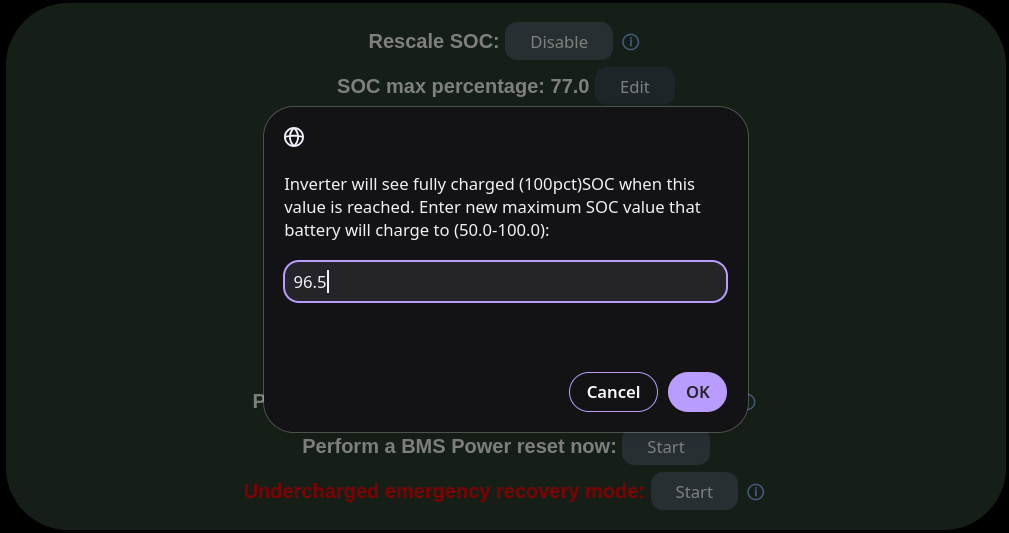 Rescale SOC: Disable
SOC max percentage: 77.0 Edit
Inverter will see fully charged (100pct)SOC when this
value is reached. Enter new maximum SOC value that
battery will charge to (50.0-100.0):
96.5
Cancel OK
P
Perform a BMS Power reset now: Start
Undercharged emergency recovery mode: Start